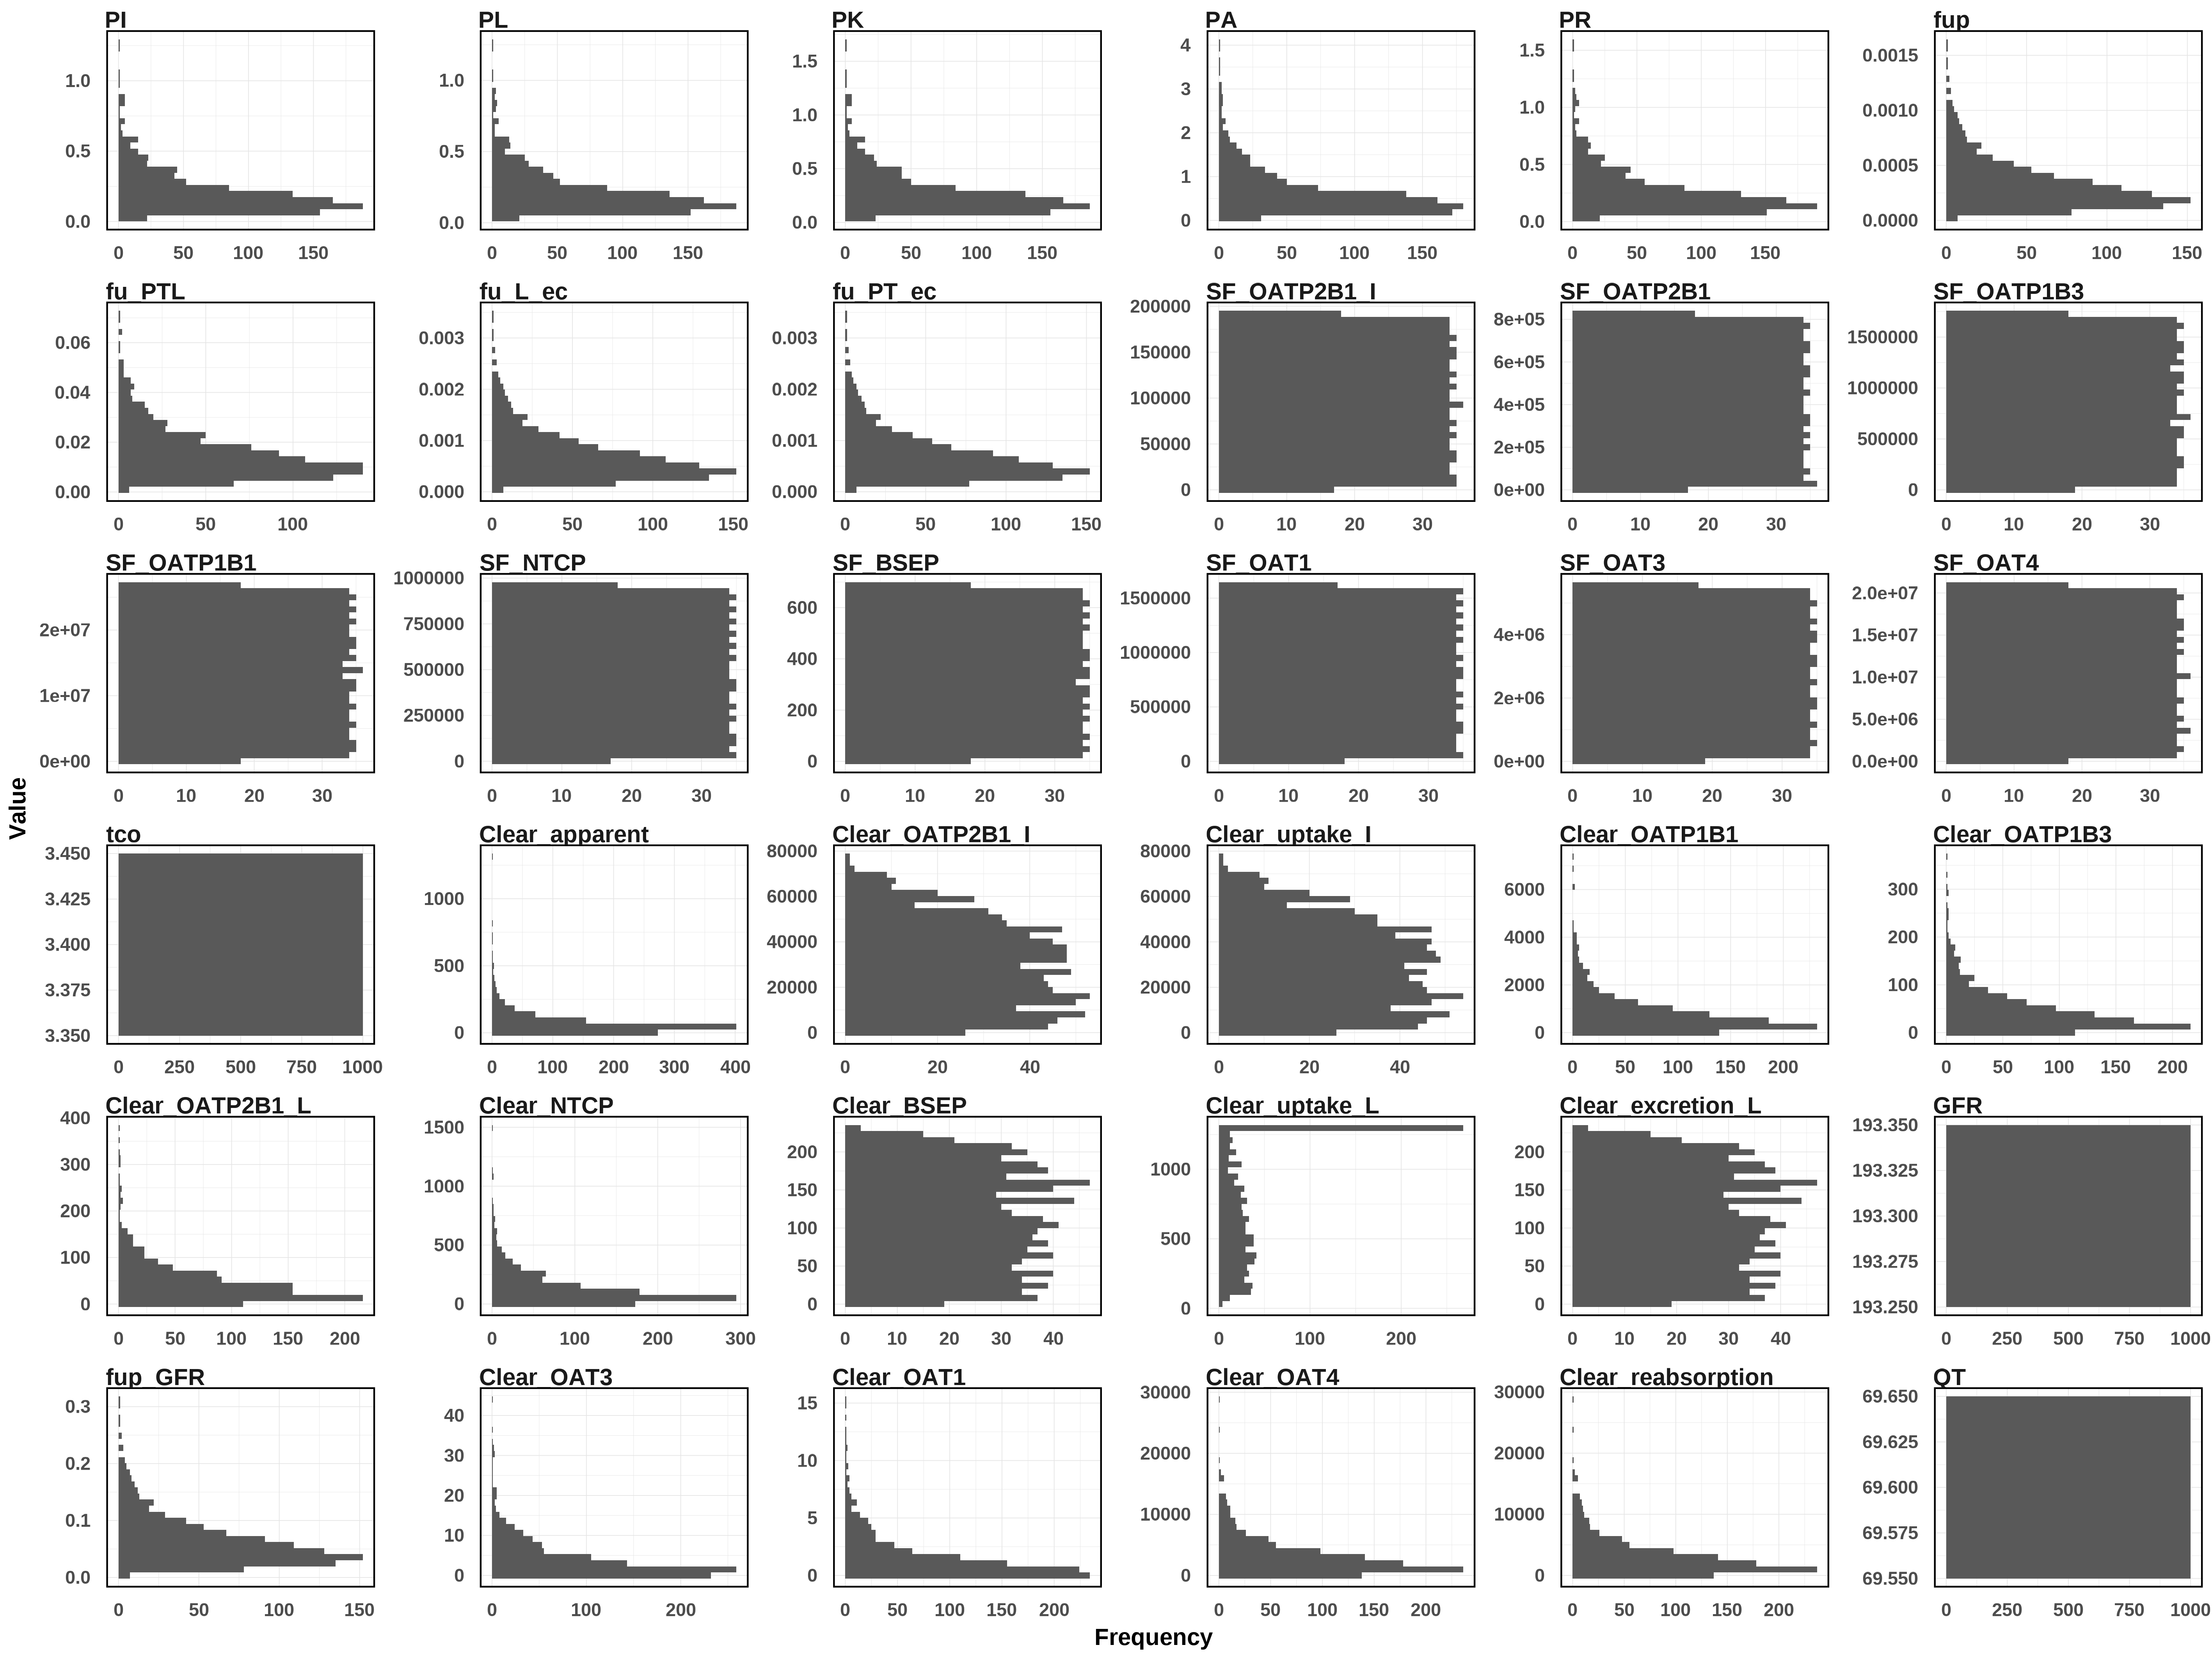 PI PL PK PA PR fup
1.0 1.0 1.5 4 1.5 0.0015
0.5 0.5 1.0 3 1.0 0.0010
0.0 0.0 0.5 2 0.5 0.0005
0.0 1 0.0 0.0000
0
0 50 100 150 0 50 100 150 0 50 100 150 0 50 100 150 0 50 100 150 0 50 100 150
fu_PTL fu_L_ec fu_PT_ec SF_OATP2B1_I SF_OATP2B1 SF_OATP1B3
0.06 0.003 0.003 200000 8e+05 1500000
0.04 0.002 0.002 150000 6e+05 1000000
0.02 0.001 0.001 100000 4e+05 500000
0.00 0.000 0.000 50000 2e+05 0
0 0e+00
0 50 100 0 50 100 150 0 50 100 150 0 10 20 30 0 10 20 30 0 10 20 30
SF_OATP1B1 SF_NTCP SF_BSEP SF_OAT1 SF_OAT3 SF_OAT4
2e+07 1000000 600 1500000 4e+06 2.0e+07
1e+07 750000 400 1000000 2e+06 1.5e+07
0e+00 500000 200 500000 0e+00 1.0e+07
250000 0 0 5.0e+06
0 0.0e+00
0 10 20 30 0 10 20 30 0 10 20 30 0 10 20 30 0 10 20 30 0 10 20 30
Value
tco Clear_apparent Clear_OATP2B1_I Clear_uptake_I Clear_OATP1B1 Clear_OATP1B3
3.450 1000 80000 80000 6000 300
3.425 500 60000 60000 4000 200
3.400 0 40000 40000 2000 100
3.375 20000 20000 0 0
3.350 0 0
0 250 500 750 1000 0 100 200 300 400 0 20 40 0 20 40 0 50 100 150 200 0 50 100 150 200
Clear_OATP2B1_L Clear_NTCP Clear_BSEP Clear_uptake_L Clear_excretion_L GFR
400 1500 200 1000 200 193.350
300 1000 150 500 150 193.325
200 500 100 0 100 193.300
100 0 50 50 193.275
0 0 0 193.250
0 50 100 150 200 0 100 200 300 0 10 20 30 40 0 100 200 0 10 20 30 40 0 250 500 750 1000
fup_GFR Clear_OAT3 Clear_OAT1 Clear_OAT4 Clear_reabsorption QT
0.3 40 15 30000 30000 69.650
0.2 30 10 20000 20000 69.625
0.1 20 5 10000 10000 69.600
0.0 10 0 0 0 69.575
0 69.550
0 50 100 150 0 100 200 0 50 100 150 200 0 50 100 150 200 0 50 100 150 200 0 250 500 750 1000
Frequency